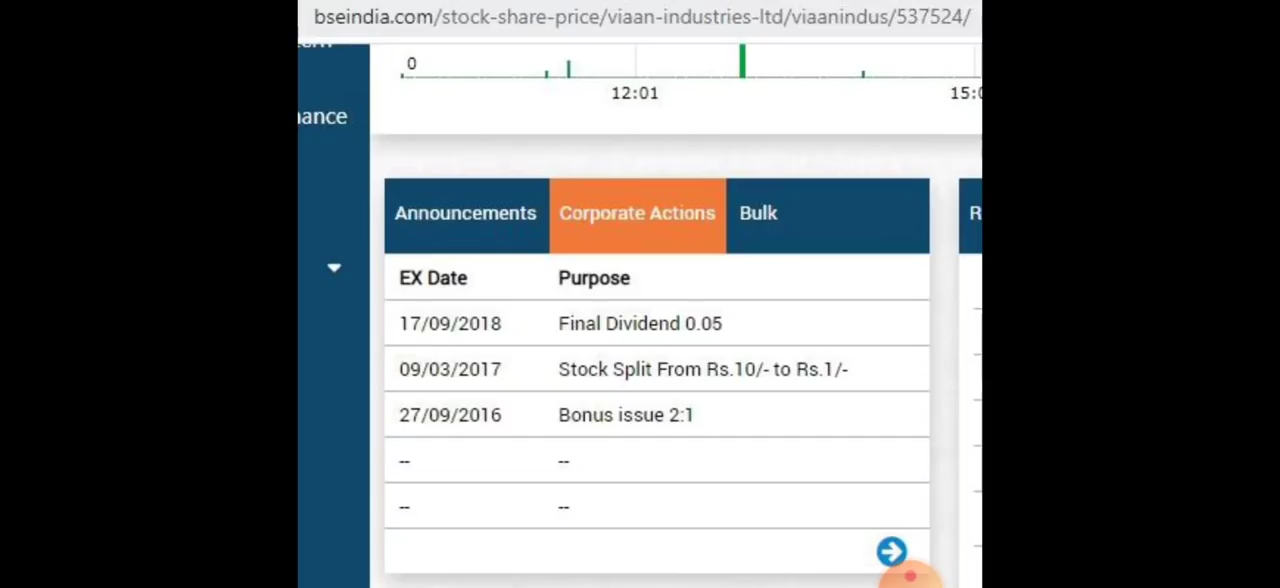 bseindia.com/stock-share-price/viaan-industries-ltd/viaanindus/537524/
0
12:01
Announcements Corporate Actions Bulk
EX Date Purpose
17/09/2018 Final Dividend 0.05
09/03/2017 Stock Split From Rs.10/- to Rs.1/-
27/09/2016 Bonus issue 2:1
-- --
-- --